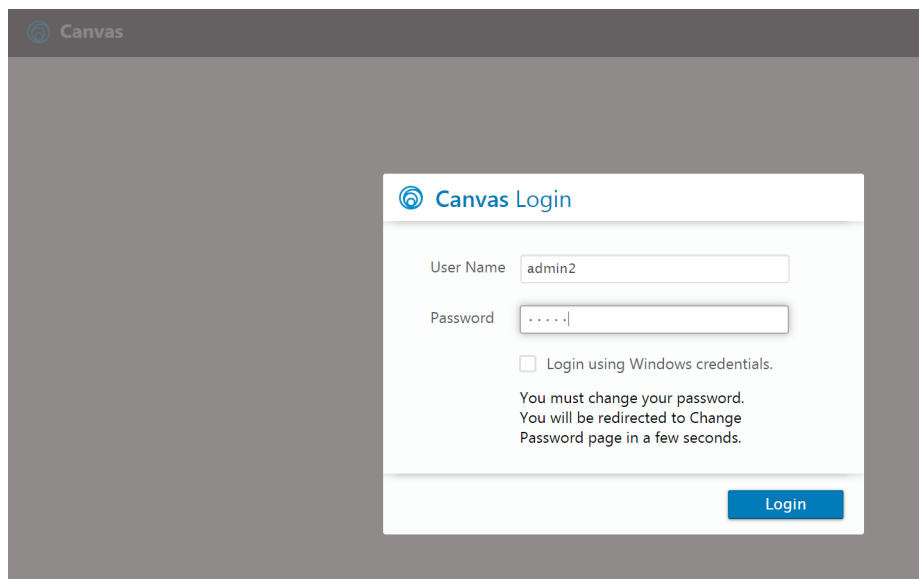 Canvas
Canvas Login
User Name admin2
Password .....
Login using Windows credentials.
You must change your password.
You will be redirected to Change
Password page in a few seconds.
Login